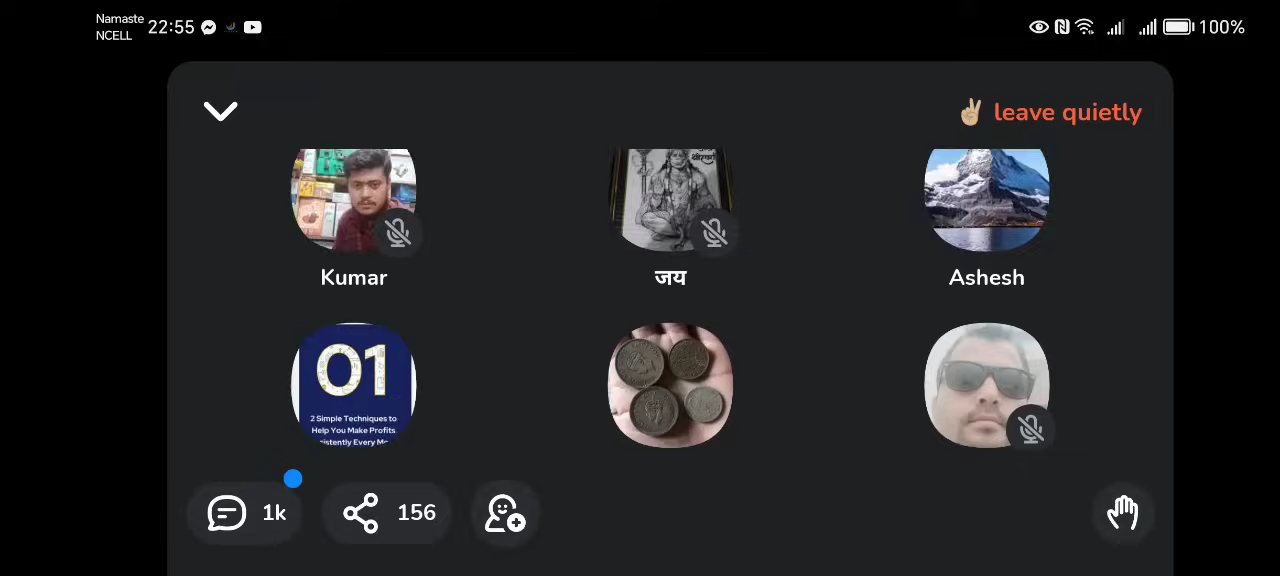 Namaste
NCELL
22:55
100%
✌🏼 leave quietly
Kumar
जय
Ashesh
01
2 Simple Techniques to
Help You Make Profits
1k
156